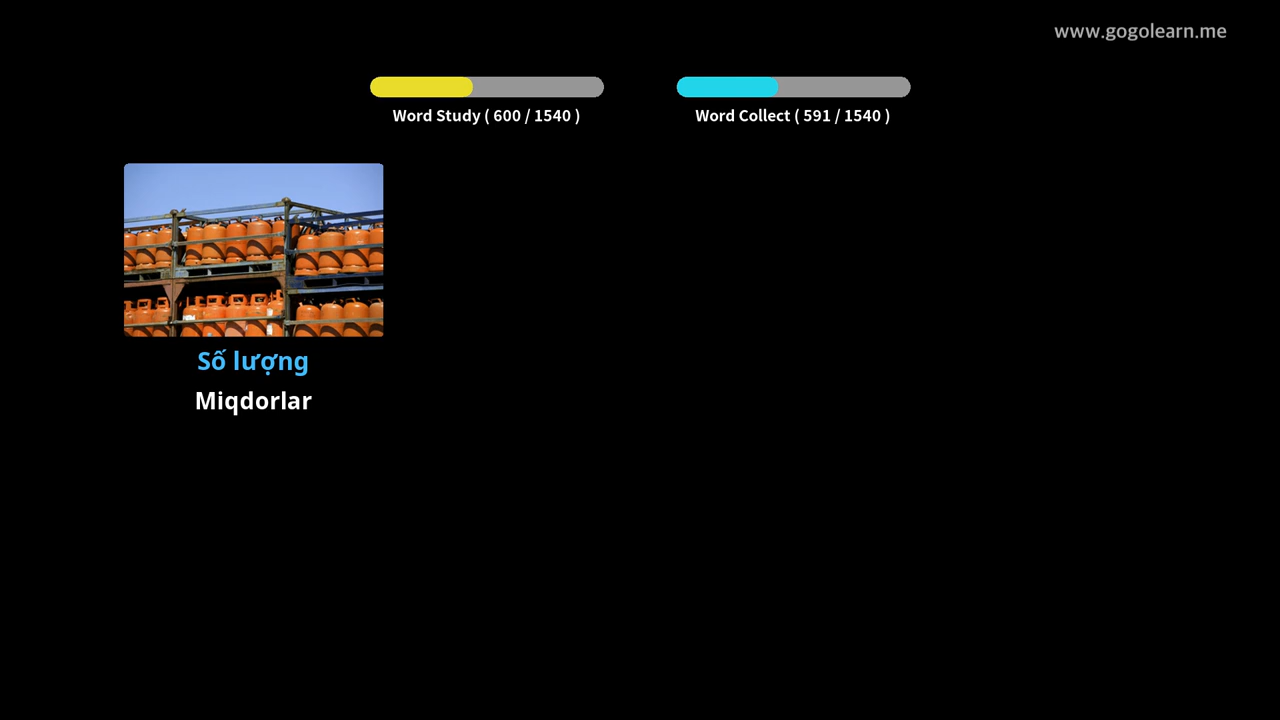 www.gogolearn.me
Word Study ( 600 / 1540 )
Word Collect ( 591 / 1540 )
Số lượng
Miqdorlar